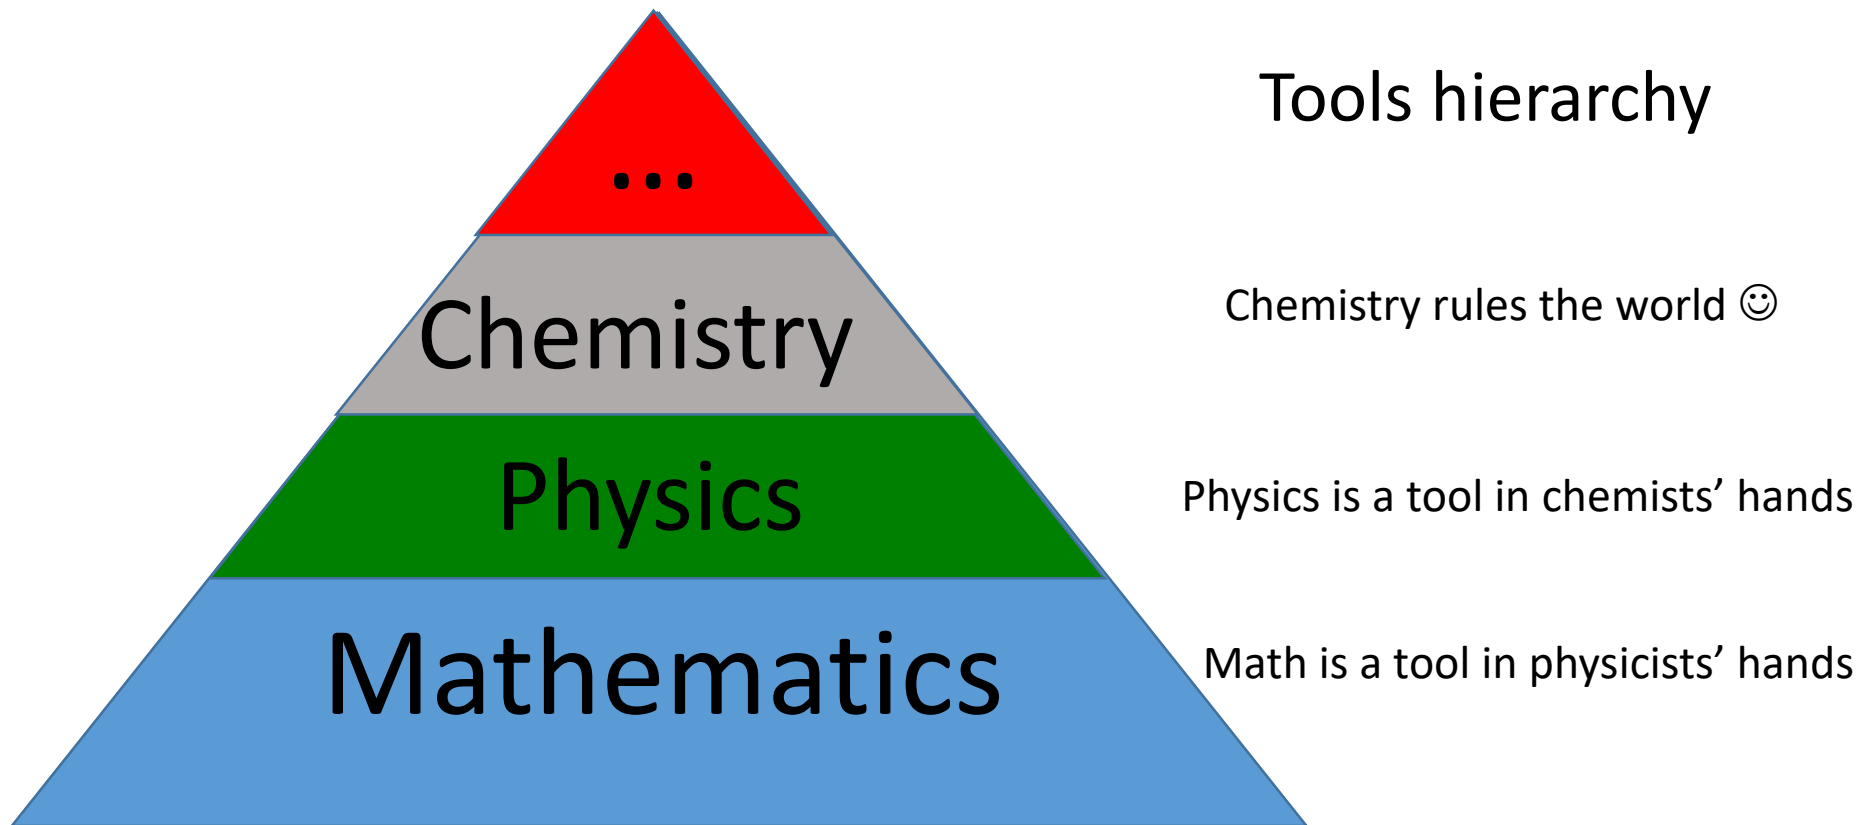 Tools hierarchy
...
Chemistry rules the world ☺
Chemistry
Physics is a tool in chemists’ hands
Physics
Math is a tool in physicists’ hands
Mathematics